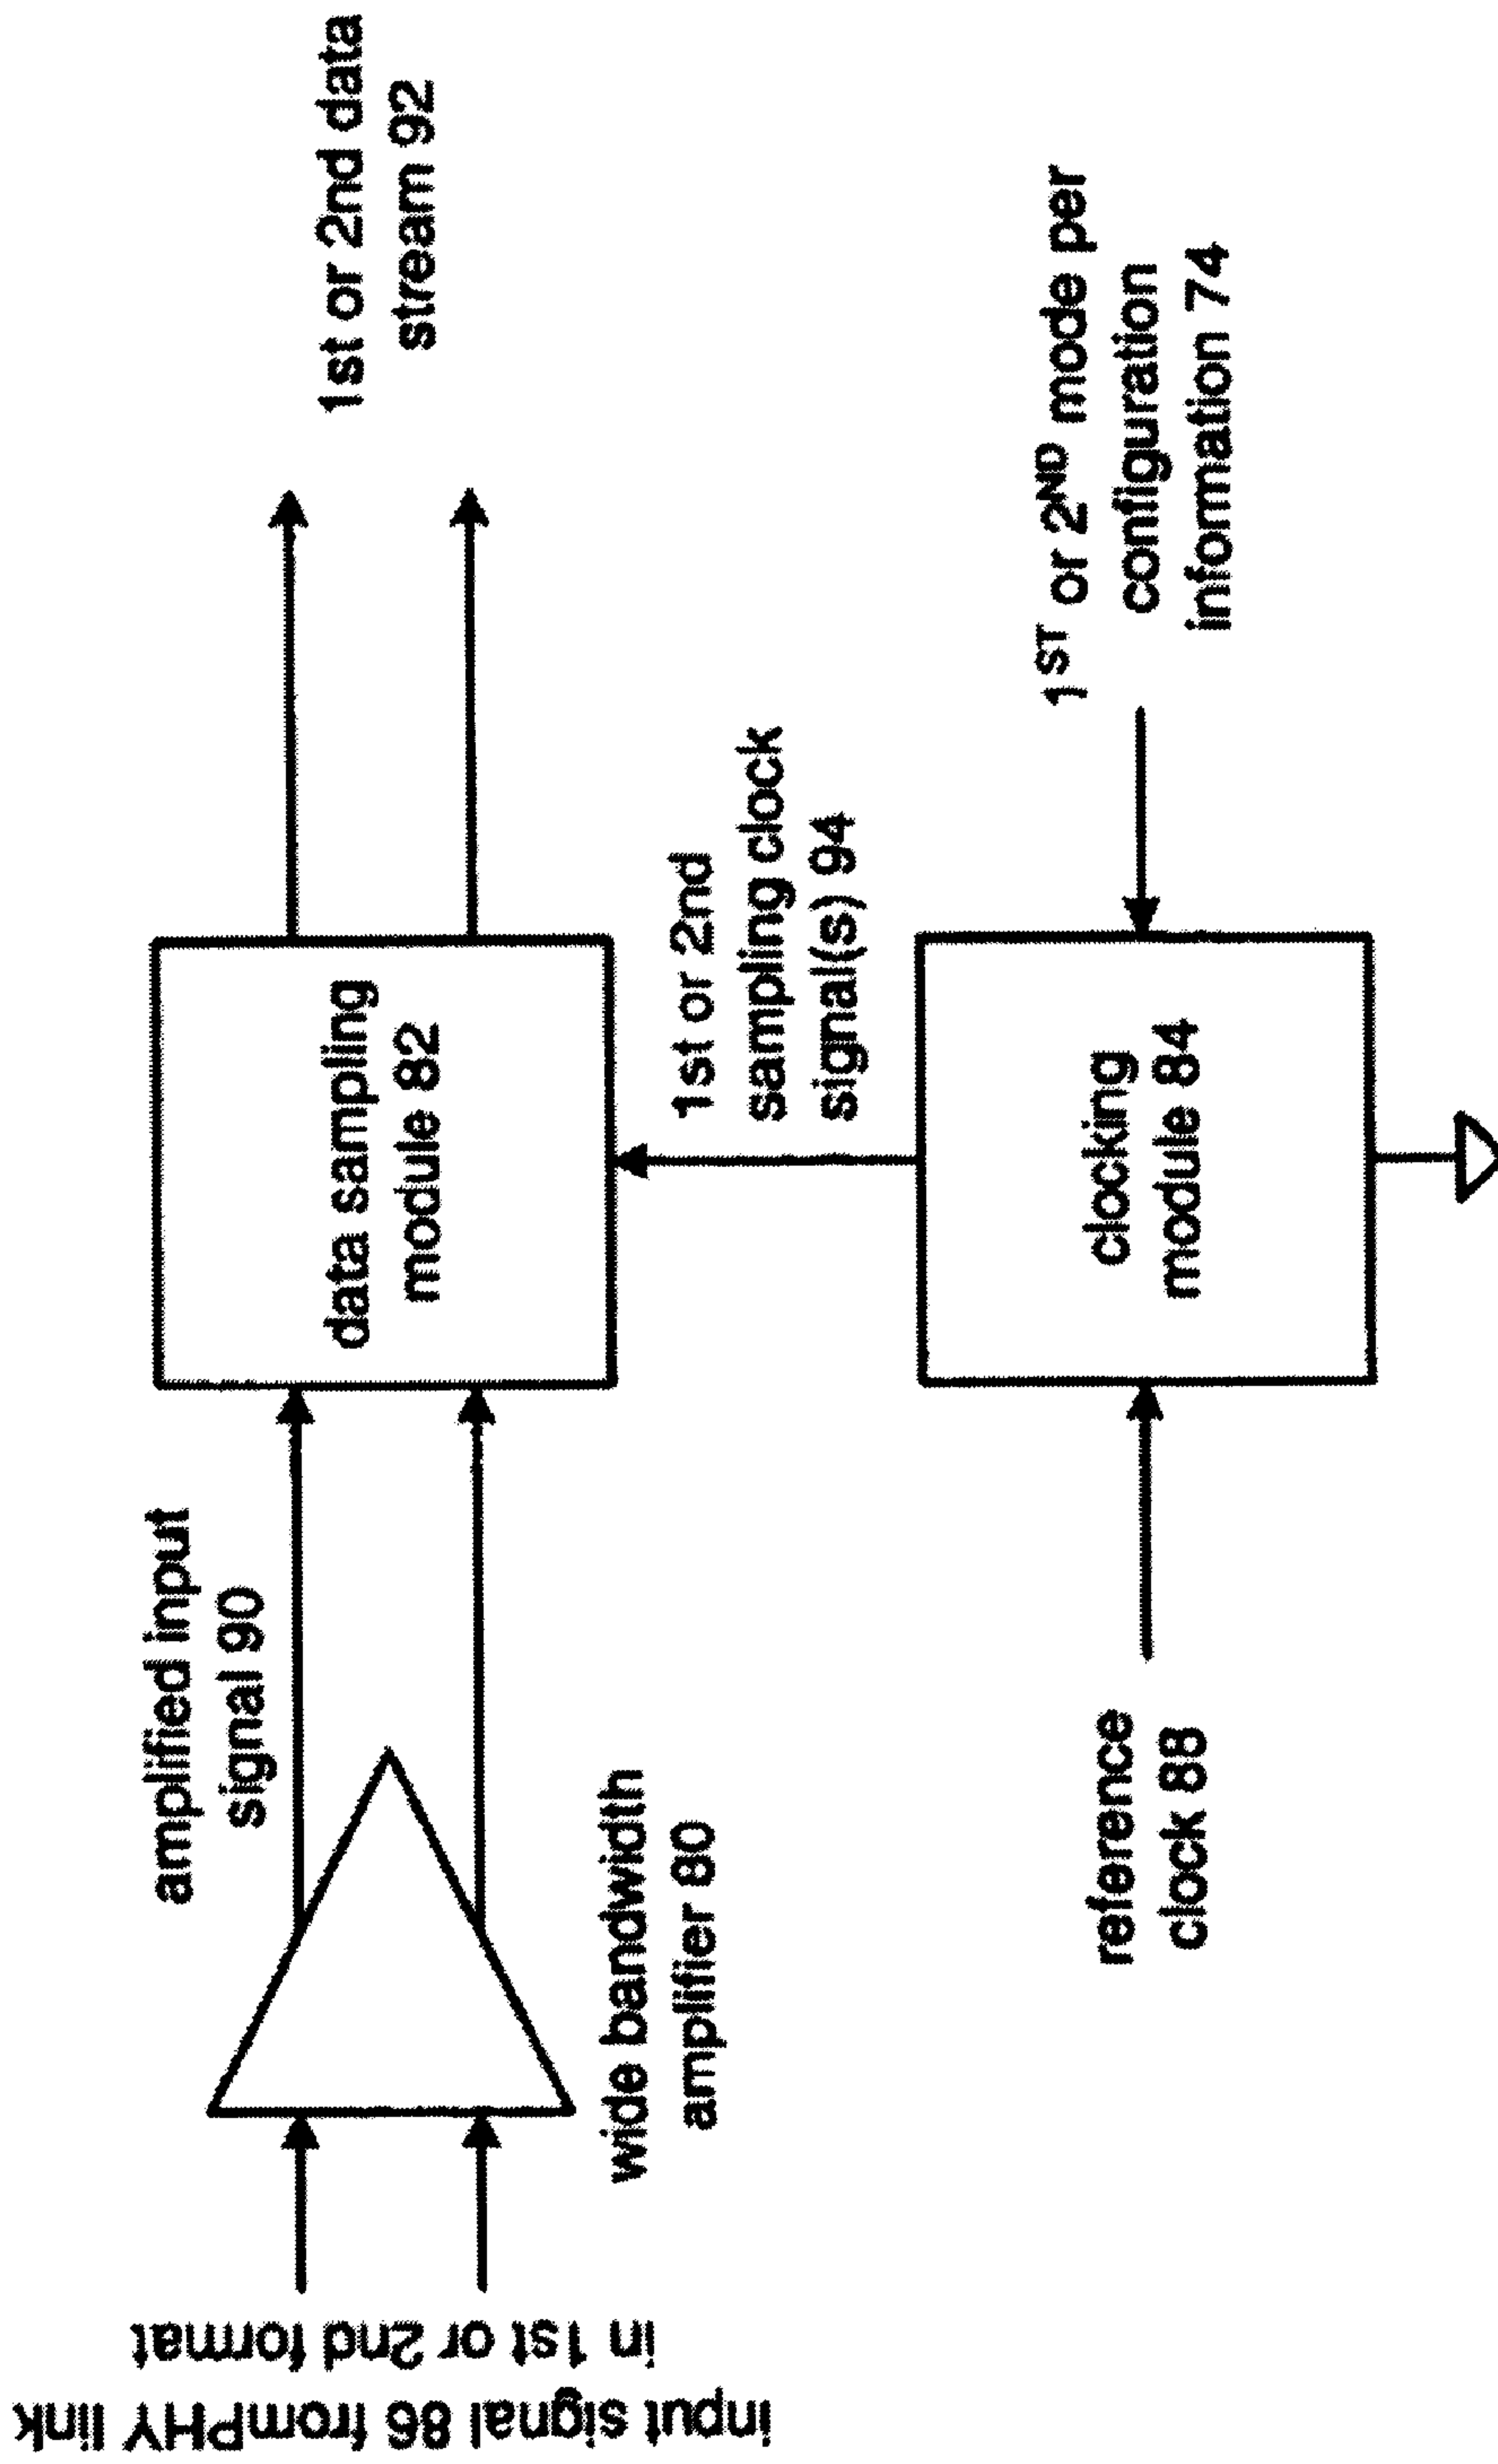 input signal 86 fromPHY link
in 1st or 2nd format
amplified input
signal 90
wide bandwidth
amplifier 80
data sampling
module 82
1st or 2nd data
stream 92
1st or 2nd
sampling clock
signal(s) 94
reference
clock 88
clocking
module 84
1ST or 2ND mode per
configuration
information 74